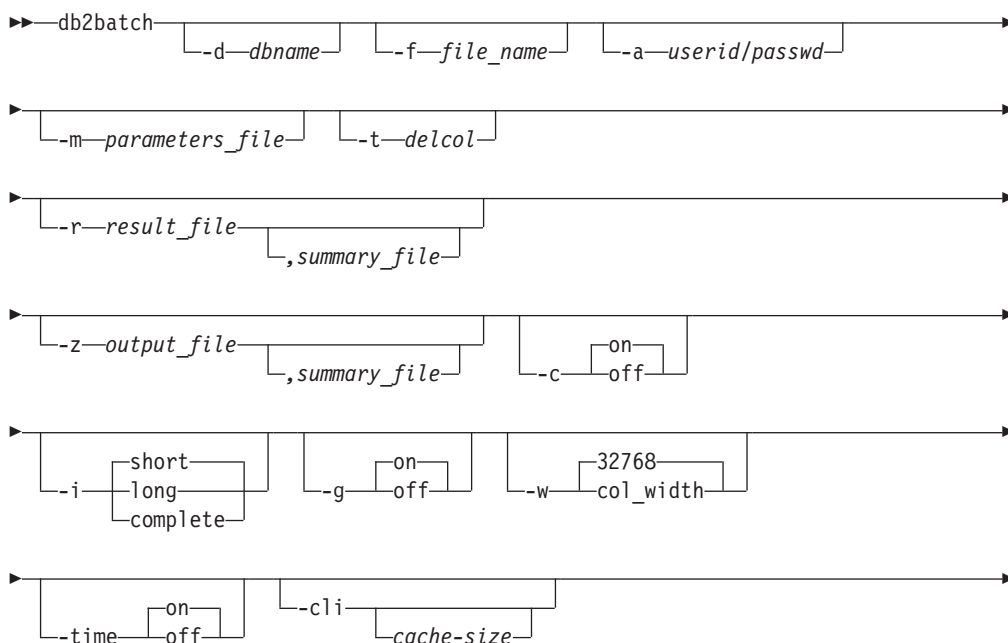 db2batch
-d dbname -f file_name -a userid/passwd
-m parameters_file -t delcol
-r result_file
,summary_file
-z output_file on
,summary_file -c off
short on 32768
-i long -g off -w col_width
complete
on -cli
-time off cache-size